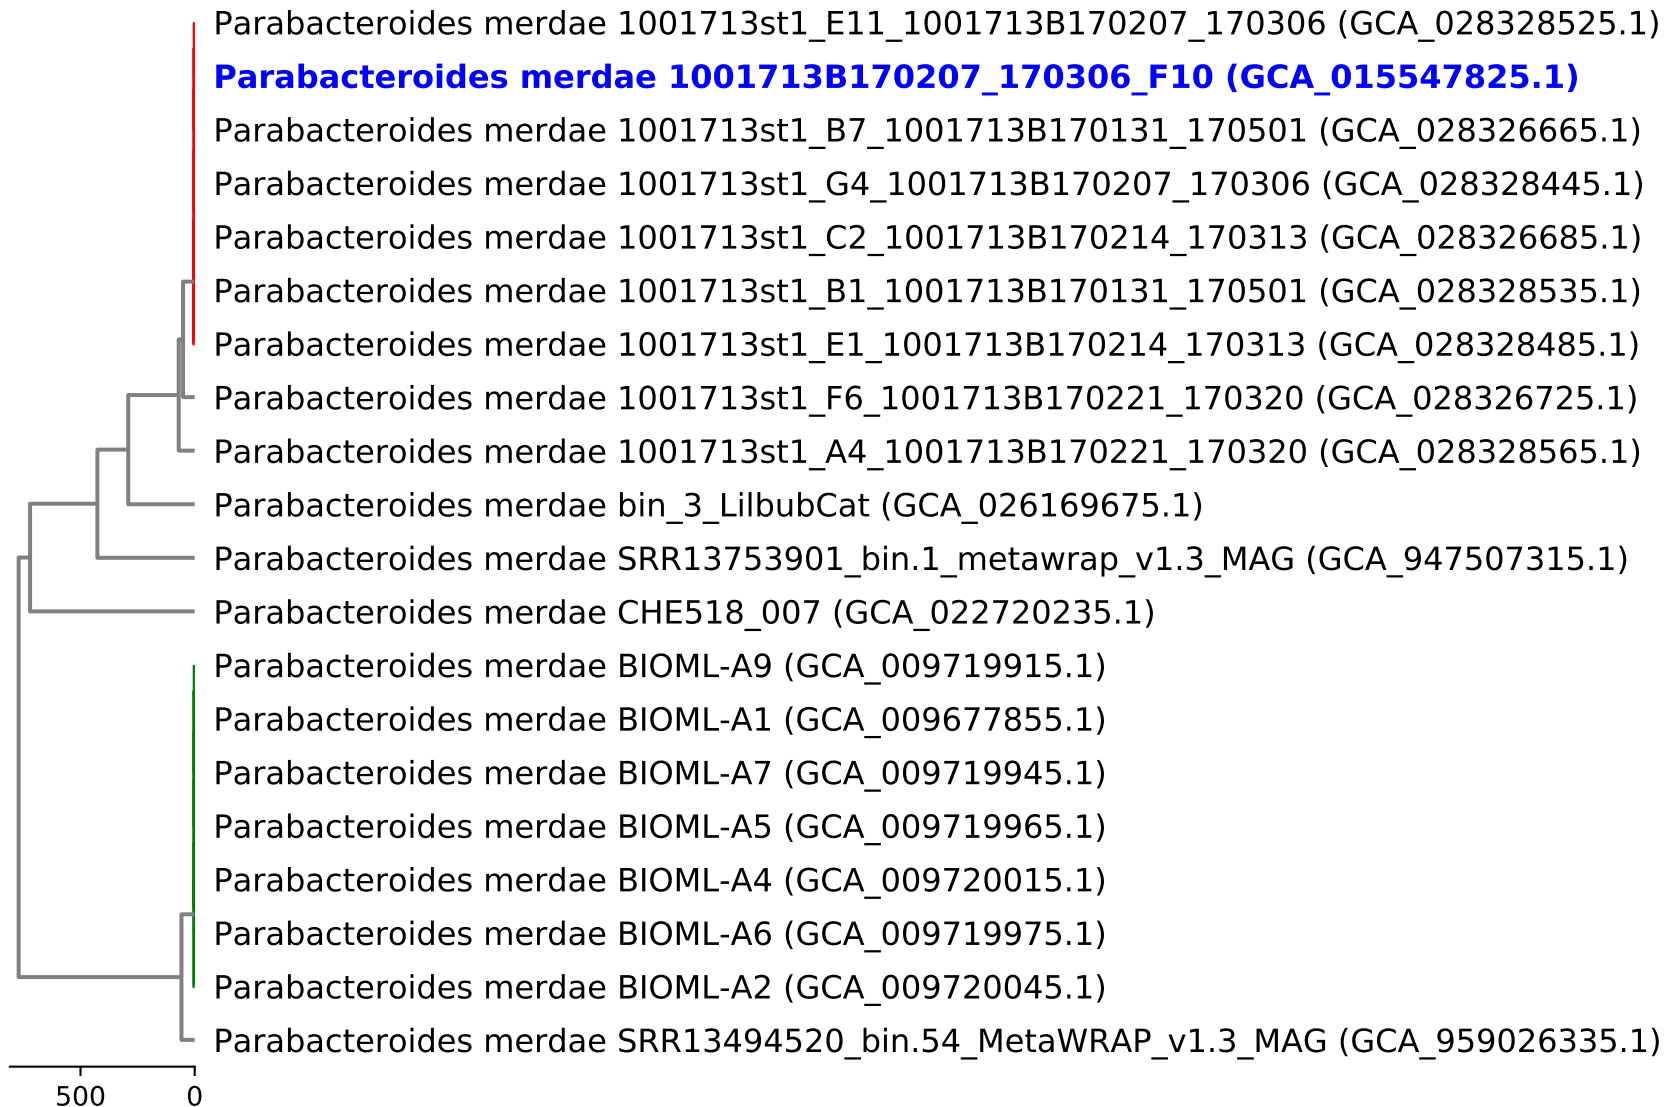 Parabacteroides merdae 1001713st1_E11_1001713B170207_170306 (GCA_028328525.1)
Parabacteroides merdae 1001713B170207_170306_F10 (GCA_015547825.1)
Parabacteroides merdae 1001713st1_B7_1001713B170131_170501 (GCA_028326665.1)
Parabacteroides merdae 1001713st1_G4_1001713B170207_170306 (GCA_028328445.1)
Parabacteroides merdae 1001713st1_C2_1001713B170214_170313 (GCA_028326685.1)
Parabacteroides merdae 1001713st1_B1_1001713B170131_170501 (GCA_028328535.1)
Parabacteroides merdae 1001713st1_E1_1001713B170214_170313 (GCA_028328485.1)
Parabacteroides merdae 1001713st1_F6_1001713B170221_170320 (GCA_028326725.1)
Parabacteroides merdae 1001713st1_A4_1001713B170221_170320 (GCA_028328565.1)
Parabacteroides merdae bin_3_LilbubCat (GCA_026169675.1)
Parabacteroides merdae SRR13753901_bin.1_metawrap_v1.3_MAG (GCA_947507315.1)
Parabacteroides merdae CHE518_007 (GCA_022720235.1)
Parabacteroides merdae BIOML-A9 (GCA_009719915.1)
Parabacteroides merdae BIOML-A1 (GCA_009677855.1)
Parabacteroides merdae BIOML-A7 (GCA_009719945.1)
Parabacteroides merdae BIOML-A5 (GCA_009719965.1)
Parabacteroides merdae BIOML-A4 (GCA_009720015.1)
Parabacteroides merdae BIOML-A6 (GCA_009719975.1)
Parabacteroides merdae BIOML-A2 (GCA_009720045.1)
Parabacteroides merdae SRR13494520_bin.54_MetaWRAP_v1.3_MAG (GCA_959026335.1)
500 0